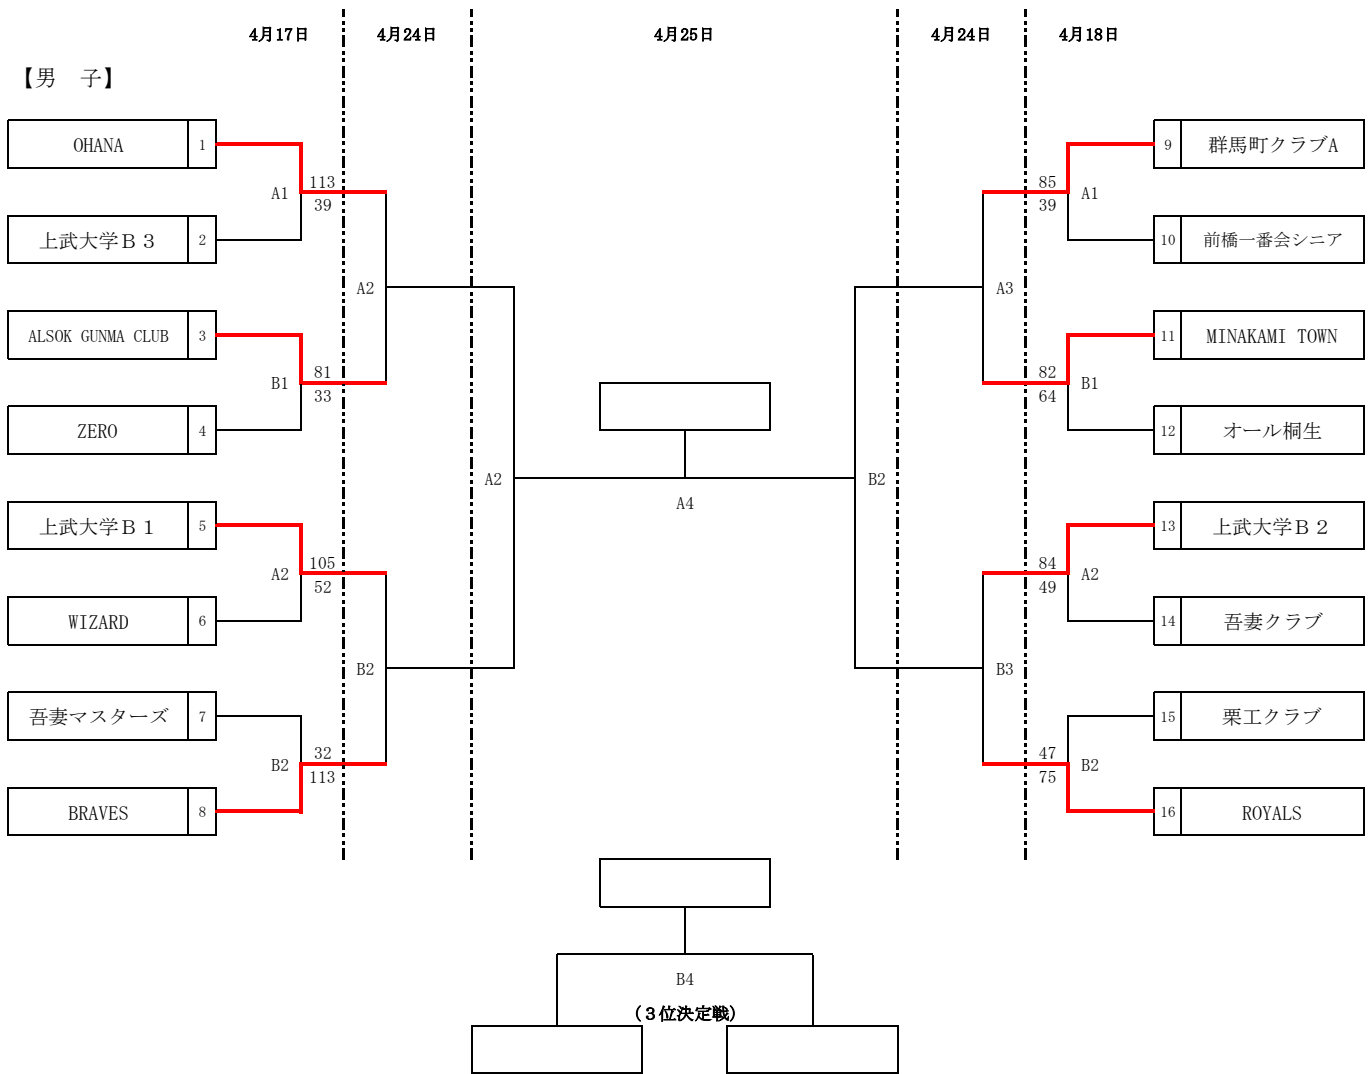 4月17日 4月24日 4月25日 4月24日 4月18日
【男　子】
OHANA 1
9 群馬町クラブA
A1 113
39
85 A1
39
上武大学Ｂ３ 2
10 前橋一番会シニア
A2
A3
ALSOK GUNMA CLUB 3
11 MINAKAMI TOWN
B1 81
33
82 B1
64
ZERO 4
12 オール桐生
A2
A4
B2
上武大学Ｂ１ 5
13 上武大学Ｂ２
A2 105
52
84 A2
49
WIZARD 6
14 吾妻クラブ
B2
B3
吾妻マスターズ 7
15 栗工クラブ
B2 32
113
47 B2
75
BRAVES 8
16 ROYALS
B4
(３位決定戦)